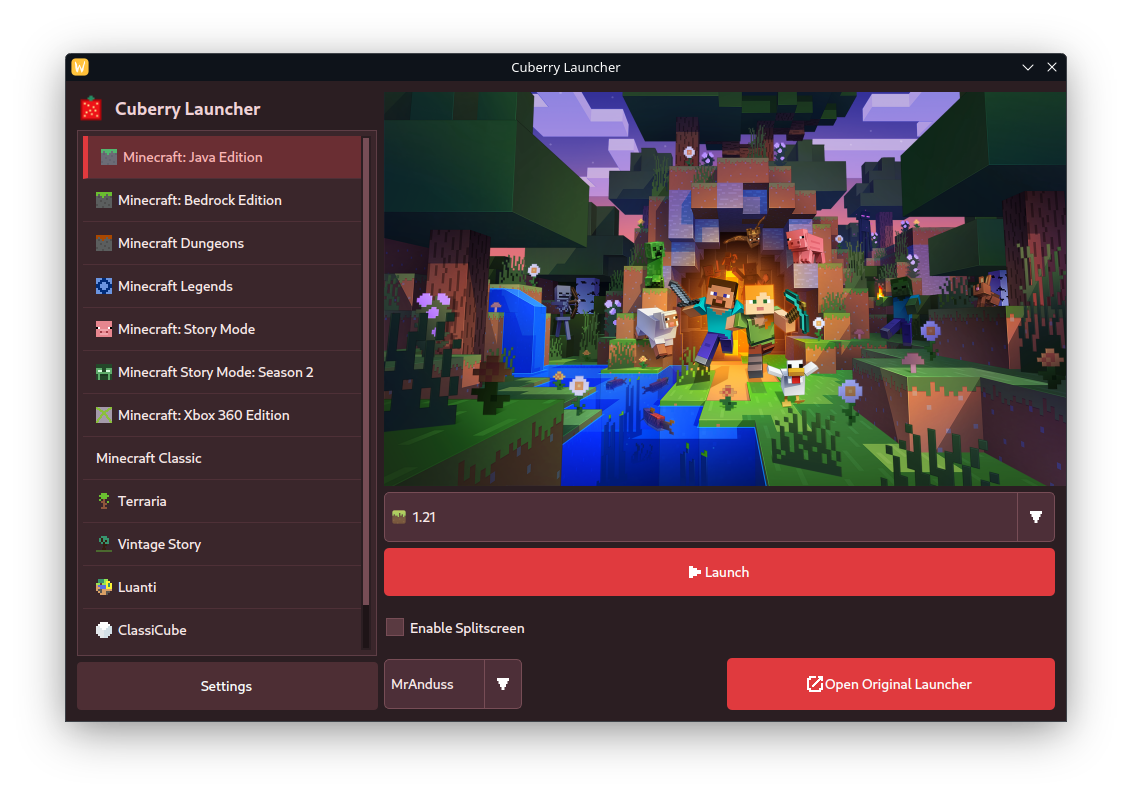 W
Cuberry Launcher
Cuberry Launcher
Minecraft: Java Edition
Minecraft: Bedrock Edition
Minecraft Dungeons
Minecraft Legends
Minecraft: Story Mode
Minecraft Story Mode: Season 2
Minecraft: Xbox 360 Edition
Minecraft Classic
Terraria
Vintage Story
Luanti
ClassiCube
Settings
1.21
Launch
Enable Splitscreen
MrAnduss
Open Original Launcher